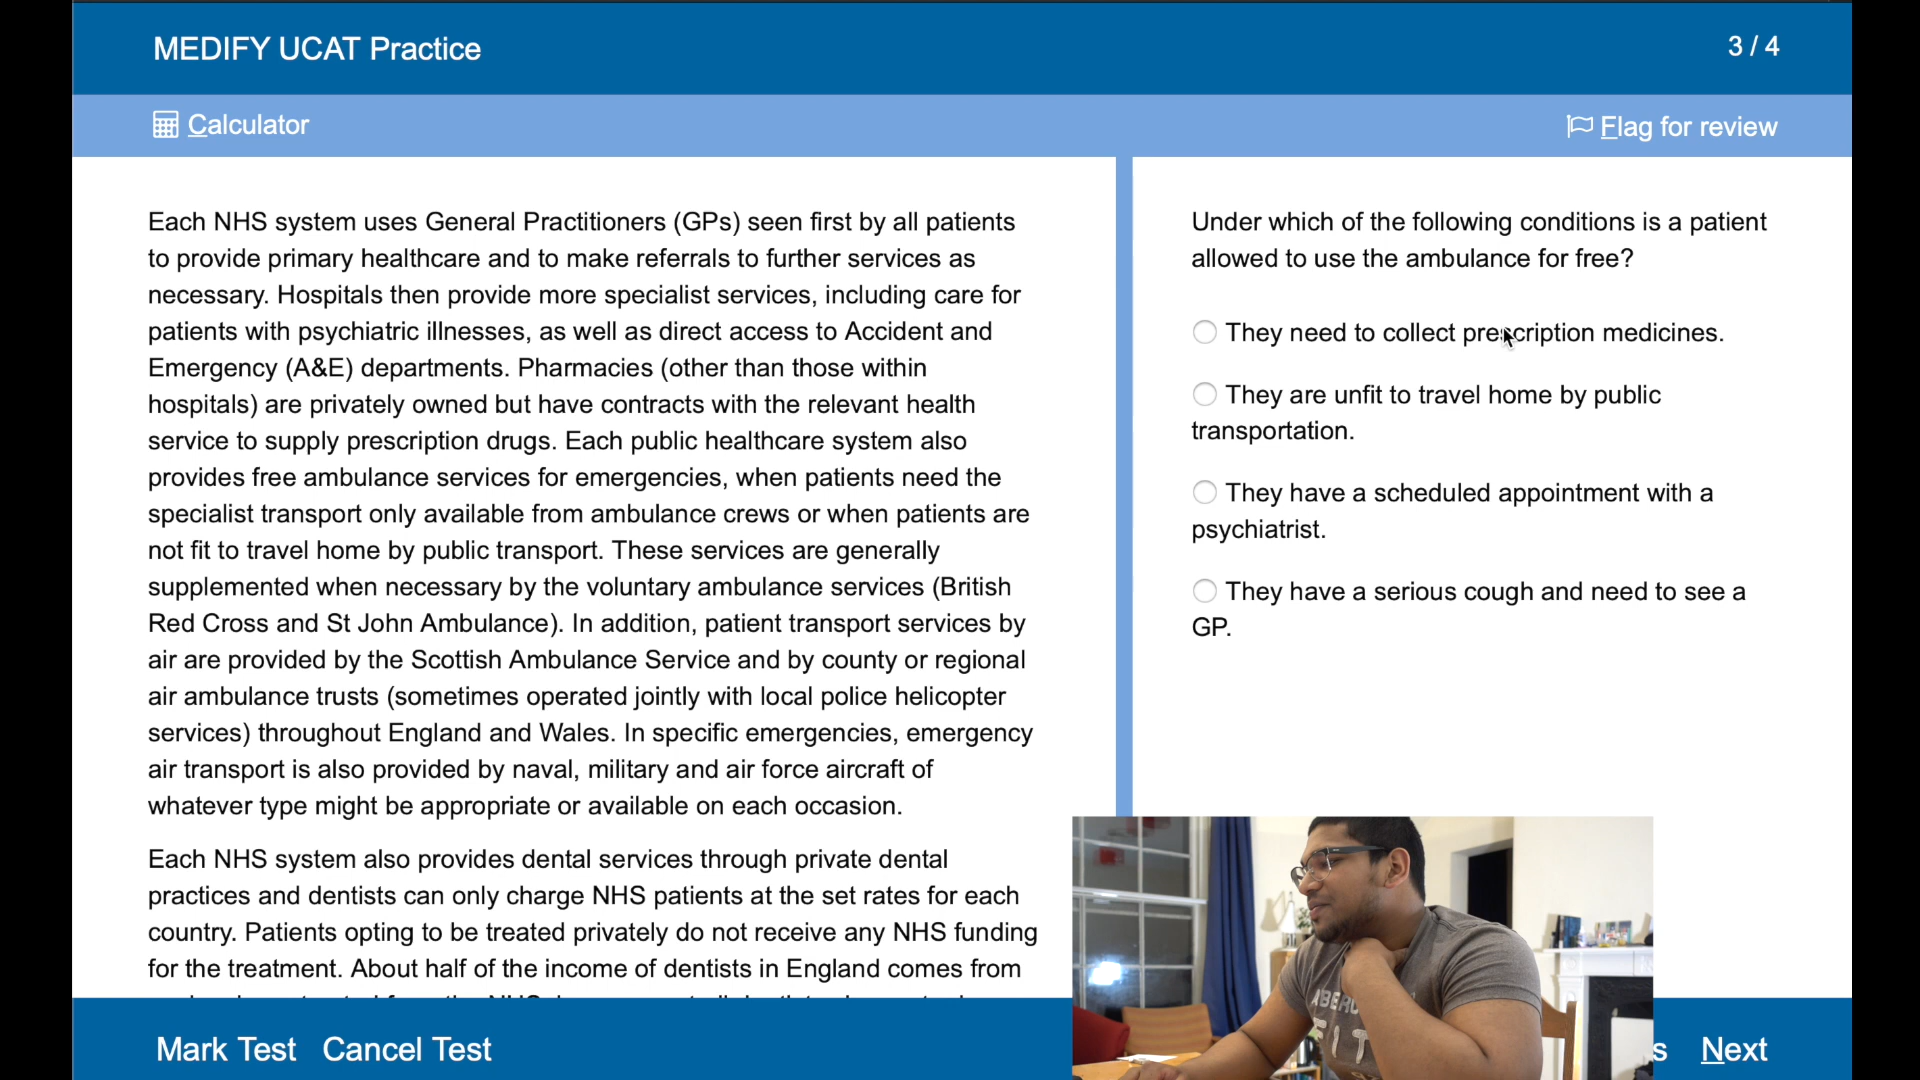 MEDIFY UCAT Practice
3 / 4
Calculator
Flag for review
Each NHS system uses General Practitioners (GPs) seen first by all patients
to provide primary healthcare and to make referrals to further services as
necessary. Hospitals then provide more specialist services, including care for
patients with psychiatric illnesses, as well as direct access to Accident and
Emergency (A&E) departments. Pharmacies (other than those within
hospitals) are privately owned but have contracts with the relevant health
service to supply prescription drugs. Each public healthcare system also
provides free ambulance services for emergencies, when patients need the
specialist transport only available from ambulance crews or when patients are
not fit to travel home by public transport. These services are generally
supplemented when necessary by the voluntary ambulance services (British
Red Cross and St John Ambulance). In addition, patient transport services by
air are provided by the Scottish Ambulance Service and by county or regional
air ambulance trusts (sometimes operated jointly with local police helicopter
services) throughout England and Wales. In specific emergencies, emergency
air transport is also provided by naval, military and air force aircraft of
whatever type might be appropriate or available on each occasion.
Each NHS system also provides dental services through private dental
practices and dentists can only charge NHS patients at the set rates for each
country. Patients opting to be treated privately do not receive any NHS funding
for the treatment. About half of the income of dentists in England comes from
Under which of the following conditions is a patient
allowed to use the ambulance for free?
They need to collect prescription medicines.
They are unfit to travel home by public
transportation.
They have a scheduled appointment with a
psychiatrist.
They have a serious cough and need to see a
GP.
Mark Test
Cancel Test
Next